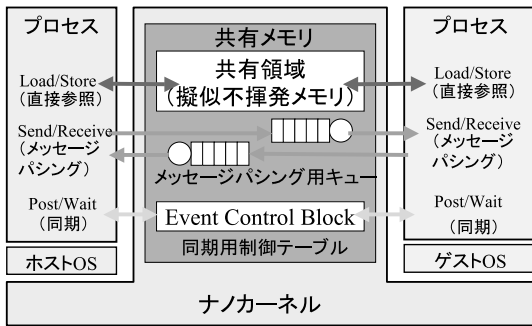 プロセス
Load/Store
(直接参照)
Send/Receive
(メッセージ
パシング)
Post/Wait
(同期)
ホストOS
共有メモリ
共有領域
(擬似不揮発メモリ)
メッセージパシング用キュー
Event Control Block
同期用制御テーブル
プロセス
Load/Store
(直接参照)
Send/Receive
(メッセージ
パシング)
Post/Wait
(同期)
ゲストOS
ナノカーネル